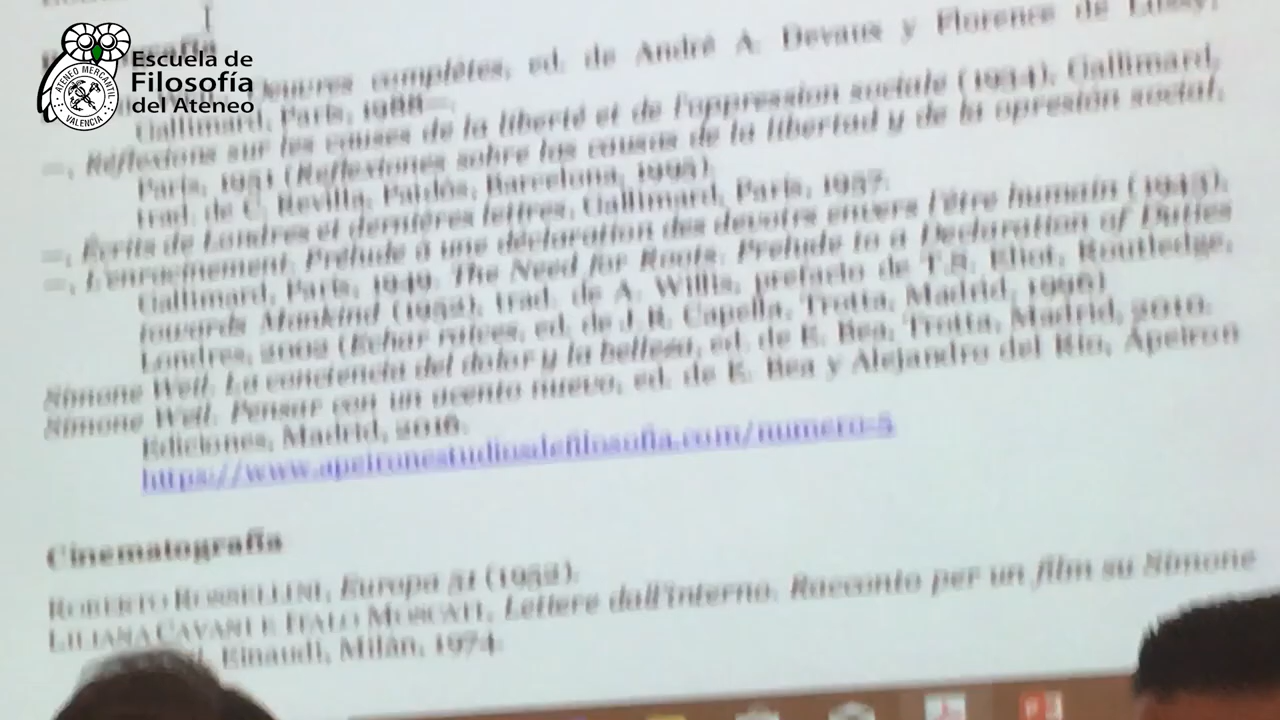 Escuela de
Filosofía
del Ateneo
ATENEO MERCANTIL
VALENCIA
complètes, ed. de André A. Devaux y Florence de Lussy,
Gallimard, París, 1988—.
—, Réflexions sur les causes de la liberté et de l'oppression sociale (1934), Gallimard,
París, 1951 (Reflexiones sobre las causas de la libertad y de la opresión social,
trad. de C. Revilla, Paidós, Barcelona, 1995).
—, Écrits de Londres et dernières lettres, Gallimard, París, 1957.
—, L'enracinement. Prélude à une déclaration des devoirs envers l'être humain (1943),
Gallimard, París, 1949. The Need for Roots. Prelude to a Declaration of Duties
towards Mankind (1952), trad. de A. Willis, prefacio de T.S. Eliot, Routledge,
Londres, 2002 (Echar raíces, ed. de J.R. Capella, Trotta, Madrid, 1996)
Simone Weil. La conciencia del dolor y la belleza, ed. de E. Bea, Trotta, Madrid, 2010.
Simone Weil. Pensar con un acento nuevo, ed. de E. Bea y Alejandro del Río, Apeiron
Ediciones, Madrid, 2016.
https://www.apeironestudiosdefilosofia.com/numero-5
Cinematografía
ROBERTO ROSSELLINI, Europa 51 (1952).
LILIANA CAVANI E ITALO MOSCATI, Lettere dall'interno. Racconto per un film su Simone
Einaudi, Milán, 1974.